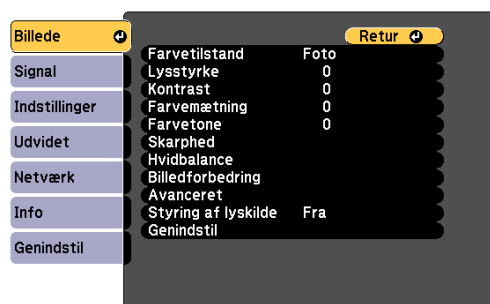 Billede
Signal
Indstillinger
Udvidet
Netværk
Info
Genindstil
Retur
Farvetilstand Foto
Lysstyrke 0
Kontrast 0
Farvemætning 0
Farvetone 0
Skarphed
Hvidbalance
Billedforbedring
Avanceret
Styring af lyskilde Fra
Genindstil